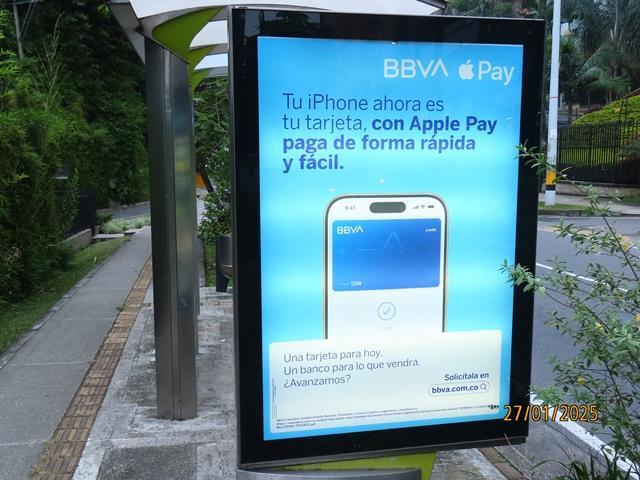 BBVA Pay
Tu iPhone ahora es
tu tarjeta, con Apple Pay
paga de forma rápida
y fácil.
9:41
BBVA credit
1234
Una tarjeta para hoy.
Un banco para lo que vendrá.
¿Avanzamos?
Solicítala en
bbva.com.co
27/01/2025